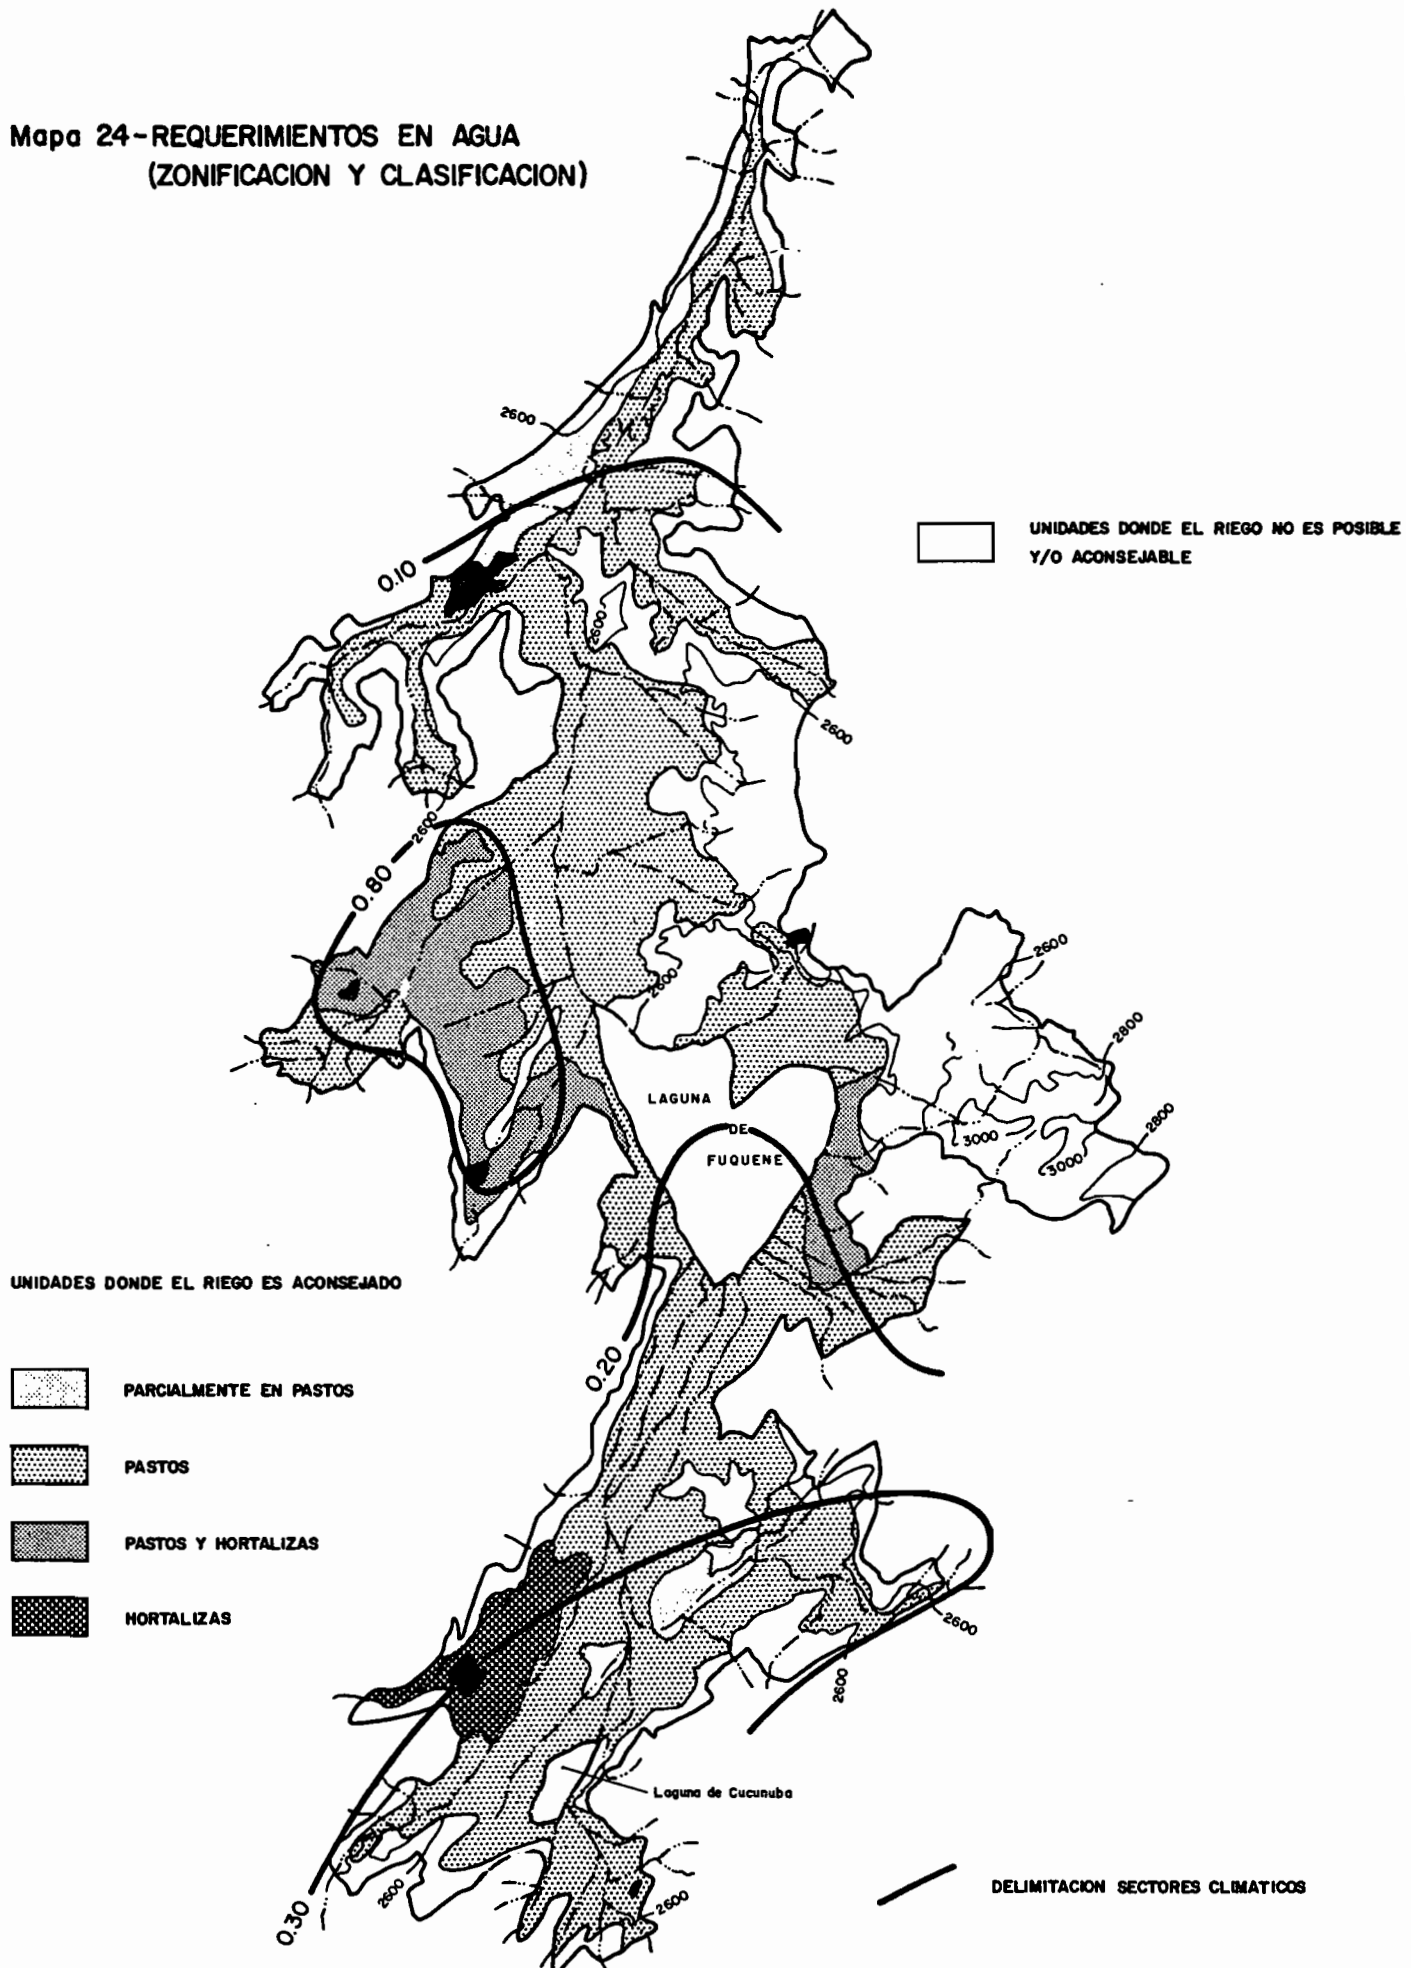 Mapa 24-REQUERIMIENTOS EN AGUA
(ZONIFICACION Y CLASIFICACION)
2600
UNIDADES DONDE EL RIEGO NO ES POSIBLE
Y/O ACONSEJABLE
0.10
2600
2600
2600
0.80
2600
2600
2800
LAGUNA
DE
FUQUENE
3000
3000
2800
UNIDADES DONDE EL RIEGO ES ACONSEJADO
0.20
PARCIALMENTE EN PASTOS
PASTOS
PASTOS Y HORTALIZAS
HORTALIZAS
2600
2600
Laguna de Cucunuba
2600
2600
0.30
DELIMITACION SECTORES CLIMATICOS